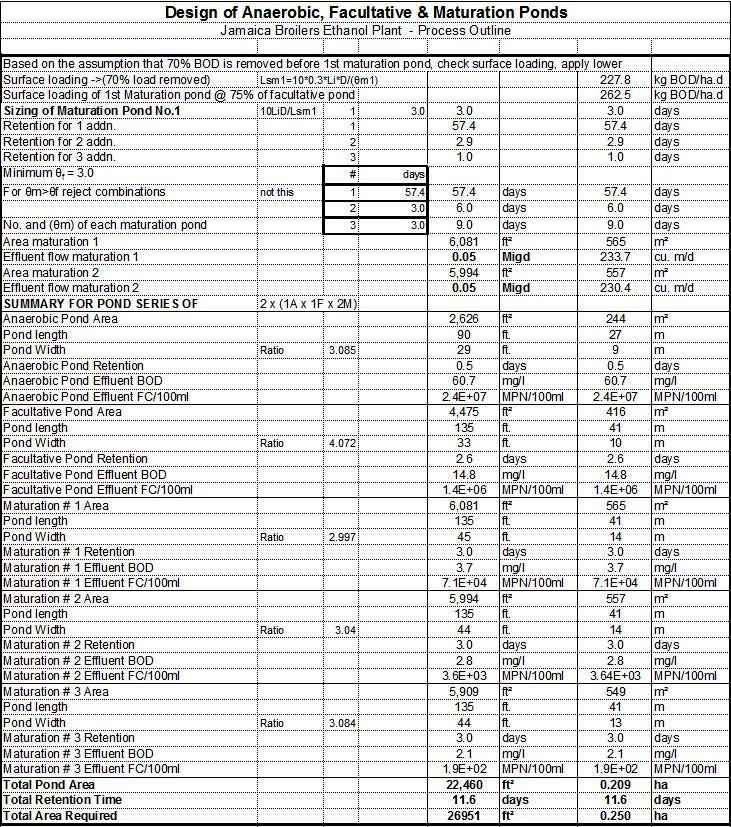 Design of Anaerobic, Facultative & Maturation Ponds
Jamaica Broilers Ethanol Plant - Process Outline
Based on the assumption that 70% BOD is removed before 1st maturation pond, check surface loading, apply lower
Surface loading ->(70% load removed) Lsm1=10*0.3*Li*D/(θm1) 227.8 kg BOD/ha.d
Surface loading of 1st Maturation pond @ 75% of facultative pond 262.5 kg BOD/ha.d
Sizing of Maturation Pond No.1 10LiD/Lsm1 1 3.0 3.0 3.0 days
Retention for 1 addn. 1 57.4 57.4 days
Retention for 2 addn. 2 2.9 2.9 days
Retention for 3 addn. 3 1.0 1.0 days
Minimum θr = 3.0 # days
For θm>θf reject combinations not this 1 57.4 57.4 days 57.4 days
2 3.0 6.0 days 6.0 days
No. and (θm) of each maturation pond 3 3.0 9.0 days 9.0 days
Area maturation 1 6,081 ft² 565 m²
Effluent flow maturation 1 0.05 Migd 233.7 cu. m/d
Area maturation 2 5,994 ft² 557 m²
Effluent flow maturation 2 0.05 Migd 230.4 cu. m/d
SUMMARY FOR POND SERIES OF 2 x (1A x 1F x 2M)
Anaerobic Pond Area 2,626 ft² 244 m²
Pond length 90 ft. 27 m
Pond Width Ratio 3.085 29 ft. 9 m
Anaerobic Pond Retention 0.5 days 0.5 days
Anaerobic Pond Effluent BOD 60.7 mg/l 60.7 mg/l
Anaerobic Pond Effluent FC/100ml 2.4E+07 MPN/100ml 2.4E+07 MPN/100ml
Facultative Pond Area 4,475 ft² 416 m²
Pond length 135 ft. 41 m
Pond Width Ratio 4.072 33 ft. 10 m
Facultative Pond Retention 2.6 days 2.6 days
Facultative Pond Effluent BOD 14.8 mg/l 14.8 mg/l
Facultative Pond Effluent FC/100ml 1.4E+06 MPN/100ml 1.4E+06 MPN/100ml
Maturation # 1 Area 6,081 ft² 565 m²
Pond length 135 ft. 41 m
Pond Width Ratio 2.997 45 ft. 14 m
Maturation # 1 Retention 3.0 days 3.0 days
Maturation # 1 Effluent BOD 3.7 mg/l 3.7 mg/l
Maturation # 1 Effluent FC/100ml 7.1E+04 MPN/100ml 7.1E+04 MPN/100ml
Maturation # 2 Area 5,994 ft² 557 m²
Pond length 135 ft. 41 m
Pond Width Ratio 3.04 44 ft. 14 m
Maturation # 2 Retention 3.0 days 3.0 days
Maturation # 2 Effluent BOD 2.8 mg/l 2.8 mg/l
Maturation # 2 Effluent FC/100ml 3.6E+03 MPN/100ml 3.64E+03 MPN/100ml
Maturation # 3 Area 5,909 ft² 549 m²
Pond length 135 ft. 41 m
Pond Width Ratio 3.084 44 ft. 13 m
Maturation # 3 Retention 3.0 days 3.0 days
Maturation # 3 Effluent BOD 2.1 mg/l 2.1 mg/l
Maturation # 3 Effluent FC/100ml 1.9E+02 MPN/100ml 1.9E+02 MPN/100ml
Total Pond Area 22,460 ft² 0.209 ha
Total Retention Time 11.6 days 11.6 days
Total Area Required 26951 ft² 0.250 ha